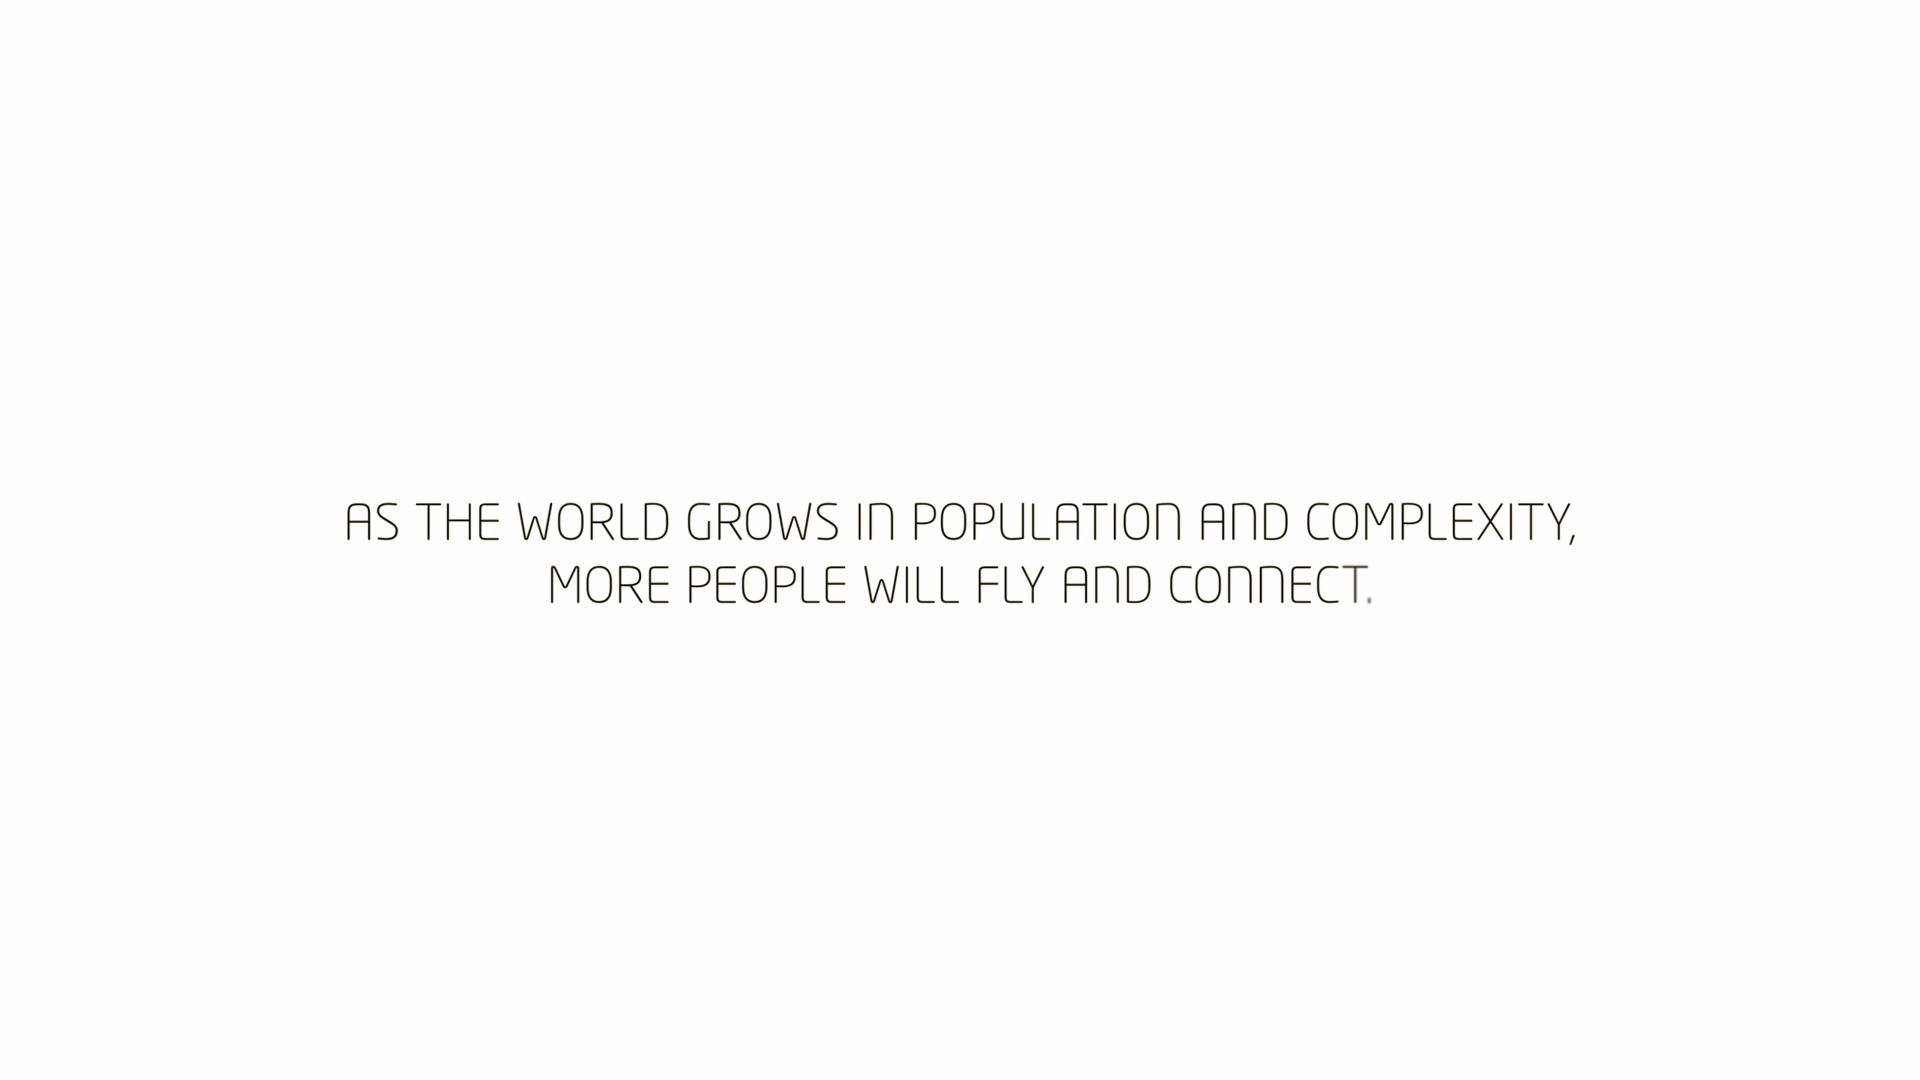 AS THE WORLD GROWS IN POPULATION AND COMPLEXITY,
MORE PEOPLE WILL FLY AND CONNECT.